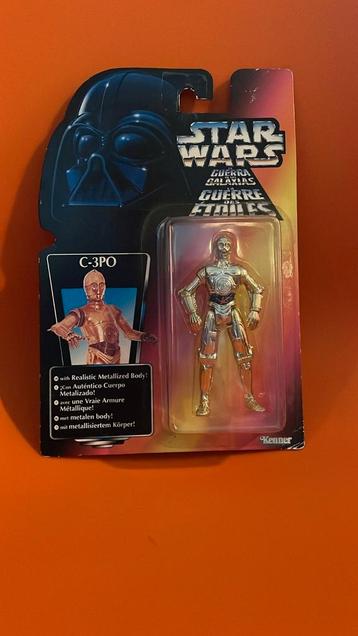 STAR
WARS
LA GUERRA
DE LAS
GALAXIAS
LA GUERRE
DES
ETOILES
C-3PO
with Realistic Metallized Body!
¡Con Auténtico Cuerpo
Metalizado!
avec une Vraie Armure
Métallique!
met metalen body!
mit metallisiertem Körper!
Kenner